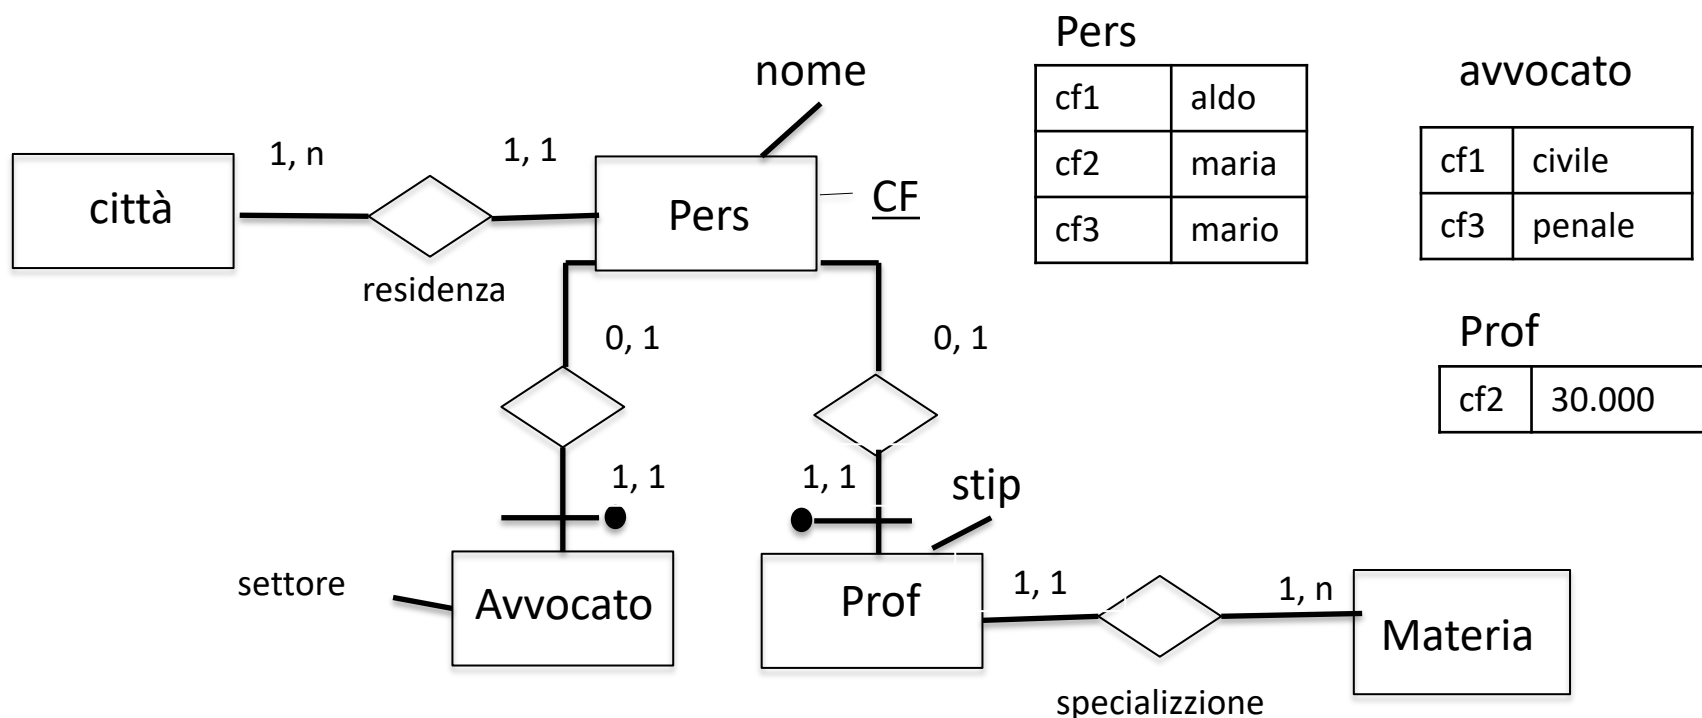 Pers
nome
avvocato
cf1 aldo
cf2 maria
cf3 mario
cf1 civile
cf3 penale
1, n
1, 1
città
Pers
CF
residenza
0, 1
0, 1
Prof
cf2 30.000
1, 1
1, 1
stip
settore
Avvocato
Prof
1, 1
1, n
Materia
specializzione